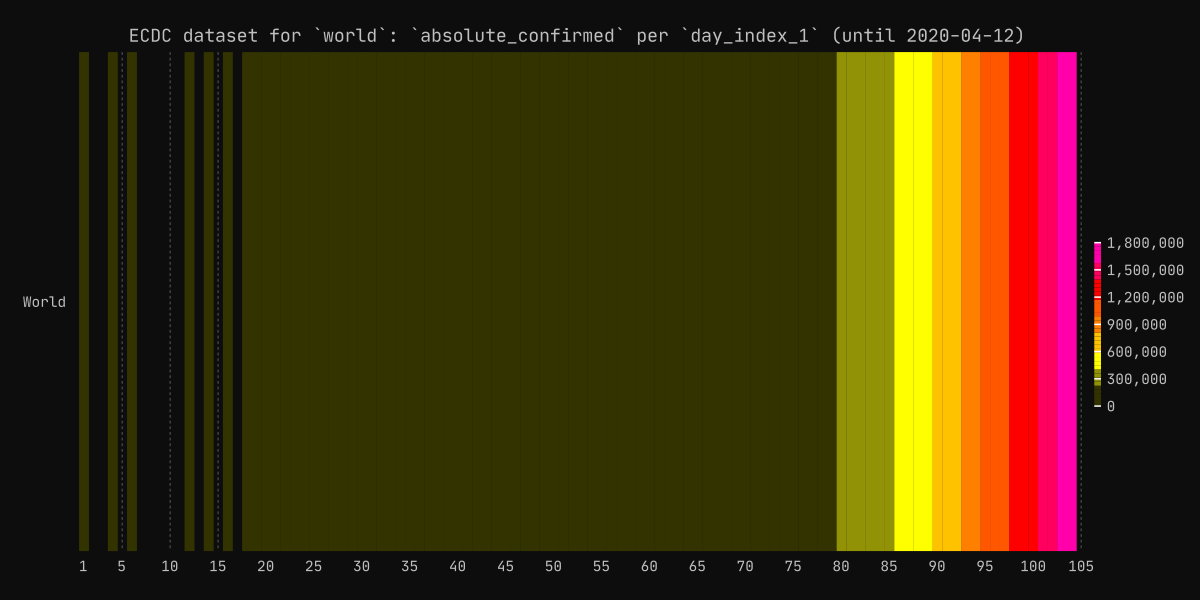 ECDC dataset for `world`: `absolute_confirmed` per `day_index_1` (until 2020-04-12)
1,800,000
1,500,000
1,200,000
World
900,000
600,000
300,000
0
1 5 10 15 20 25 30 35 40 45 50 55 60 65 70 75 80 85 90 95 100 105